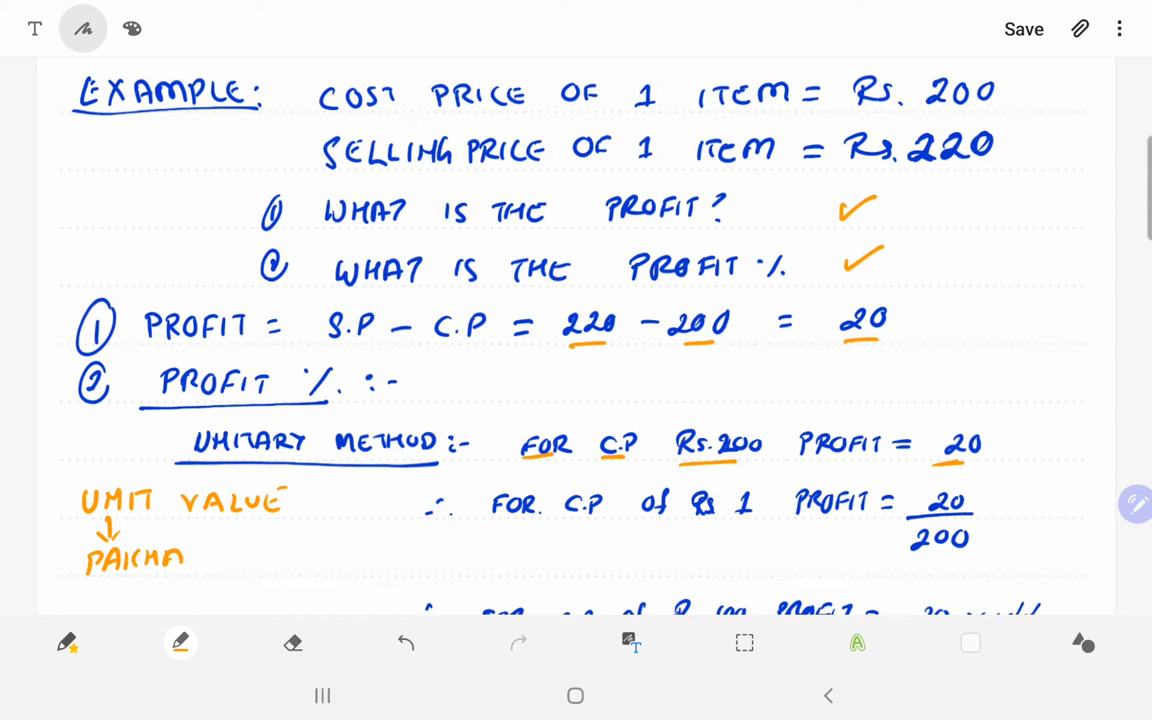 T
Save
EXAMPLE: COST PRICE OF 1 ITEM = Rs. 200
SELLING PRICE OF 1 ITEM = Rs. 220
① WHAT IS THE PROFIT?
② WHAT IS THE PROFIT %
① PROFIT = S.P – C.P = 220 – 200 = 20
② PROFIT % :-
UNITARY METHOD :- FOR C.P Rs. 200 PROFIT = 20
UNIT VALUE
∴ FOR. C.P of Rs 1 PROFIT = 20/200